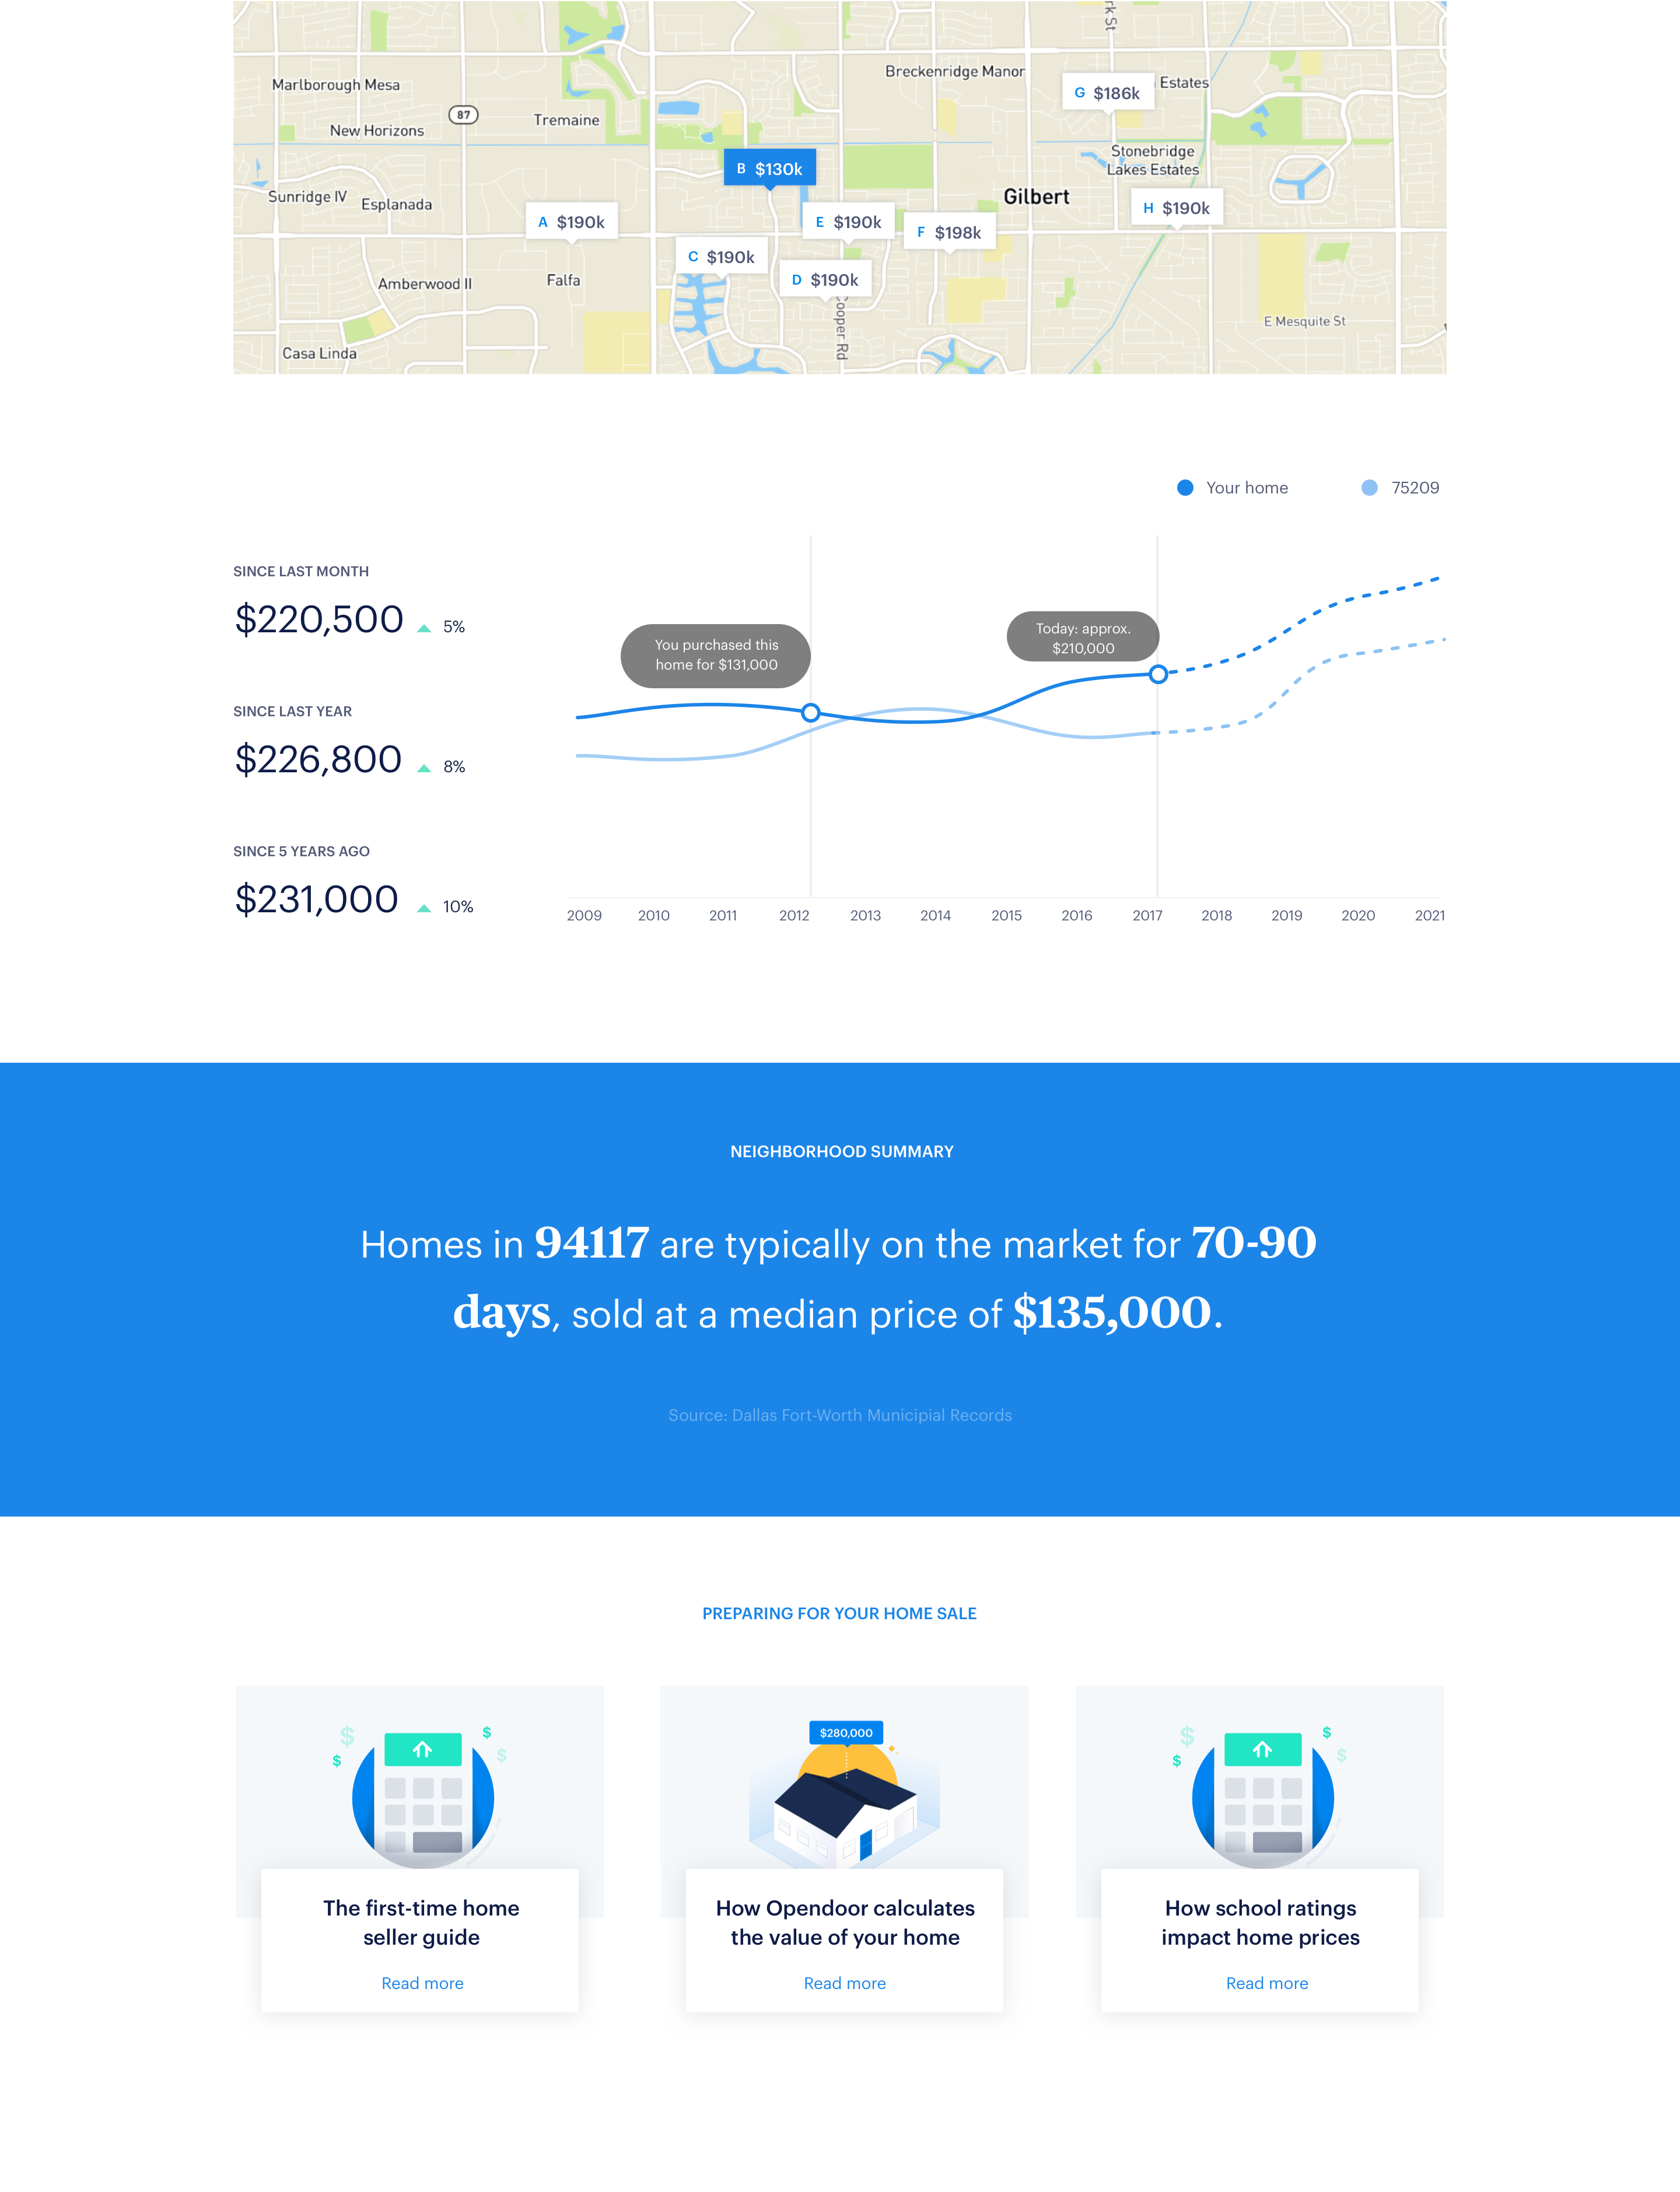 rk St
Breckenridge Manor
Marlborough Mesa
G $186k
Estates
87
Tremaine
New Horizons
Stonebridge
Lakes Estates
B $130k
Sunridge IV
Esplanada
Gilbert
H $190k
A $190k
E $190k
F $198k
C $190k
D $190k
Amberwood II
Falfa
Cooper Rd
E Mesquite St
Casa Linda
Your home
75209
SINCE LAST MONTH
$220,500 5%
You purchased this
home for $131,000
Today: approx.
$210,000
SINCE LAST YEAR
$226,800 8%
SINCE 5 YEARS AGO
$231,000 10%
2009 2010 2011 2012 2013 2014 2015 2016 2017 2018 2019 2020 2021
NEIGHBORHOOD SUMMARY
Homes in 94117 are typically on the market for 70-90
days, sold at a median price of $135,000.
Source: Dallas Fort-Worth Municipial Records
PREPARING FOR YOUR HOME SALE
$ $ $ $
$280,000
$ $ $ $
The first-time home
seller guide
Read more
How Opendoor calculates
the value of your home
Read more
How school ratings
impact home prices
Read more